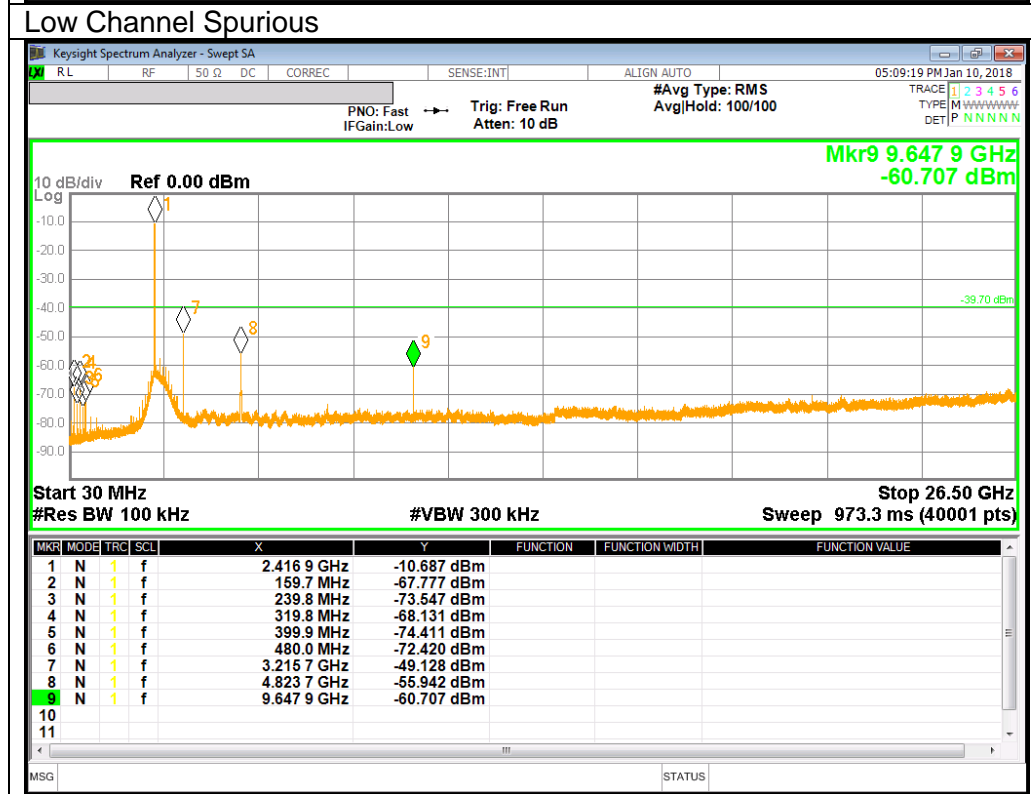 Low Channel Spurious
Keysight Spectrum Analyzer - Swept SA
LXI RL RF 50 Ω DC CORREC SENSE:INT ALIGN AUTO 05:09:19 PM Jan 10, 2018
PNO: Fast Trig: Free Run #Avg Type: RMS TRACE 1 2 3 4 5 6
IFGain:Low Atten: 10 dB Avg|Hold: 100/100 TYPE M WWWWW
DET P N N N N N
Mkr9 9.647 9 GHz
10 dB/div Ref 0.00 dBm -60.707 dBm
Log
1
-10.0
-20.0
-30.0
-39.70 dBm
-40.0
7
-50.0
8
9
-60.0
-70.0
-80.0
-90.0
Start 30 MHz Stop 26.50 GHz
#Res BW 100 kHz #VBW 300 kHz Sweep 973.3 ms (40001 pts)
MKR MODE TRC SCL X Y FUNCTION FUNCTION WIDTH FUNCTION VALUE
1 N 1 f 2.416 9 GHz -10.687 dBm
2 N 1 f 159.7 MHz -67.777 dBm
3 N 1 f 239.8 MHz -73.547 dBm
4 N 1 f 319.8 MHz -68.131 dBm
5 N 1 f 399.9 MHz -74.411 dBm
6 N 1 f 480.0 MHz -72.420 dBm
7 N 1 f 3.215 7 GHz -49.128 dBm
8 N 1 f 4.823 7 GHz -55.942 dBm
9 N 1 f 9.647 9 GHz -60.707 dBm
10
11
MSG STATUS